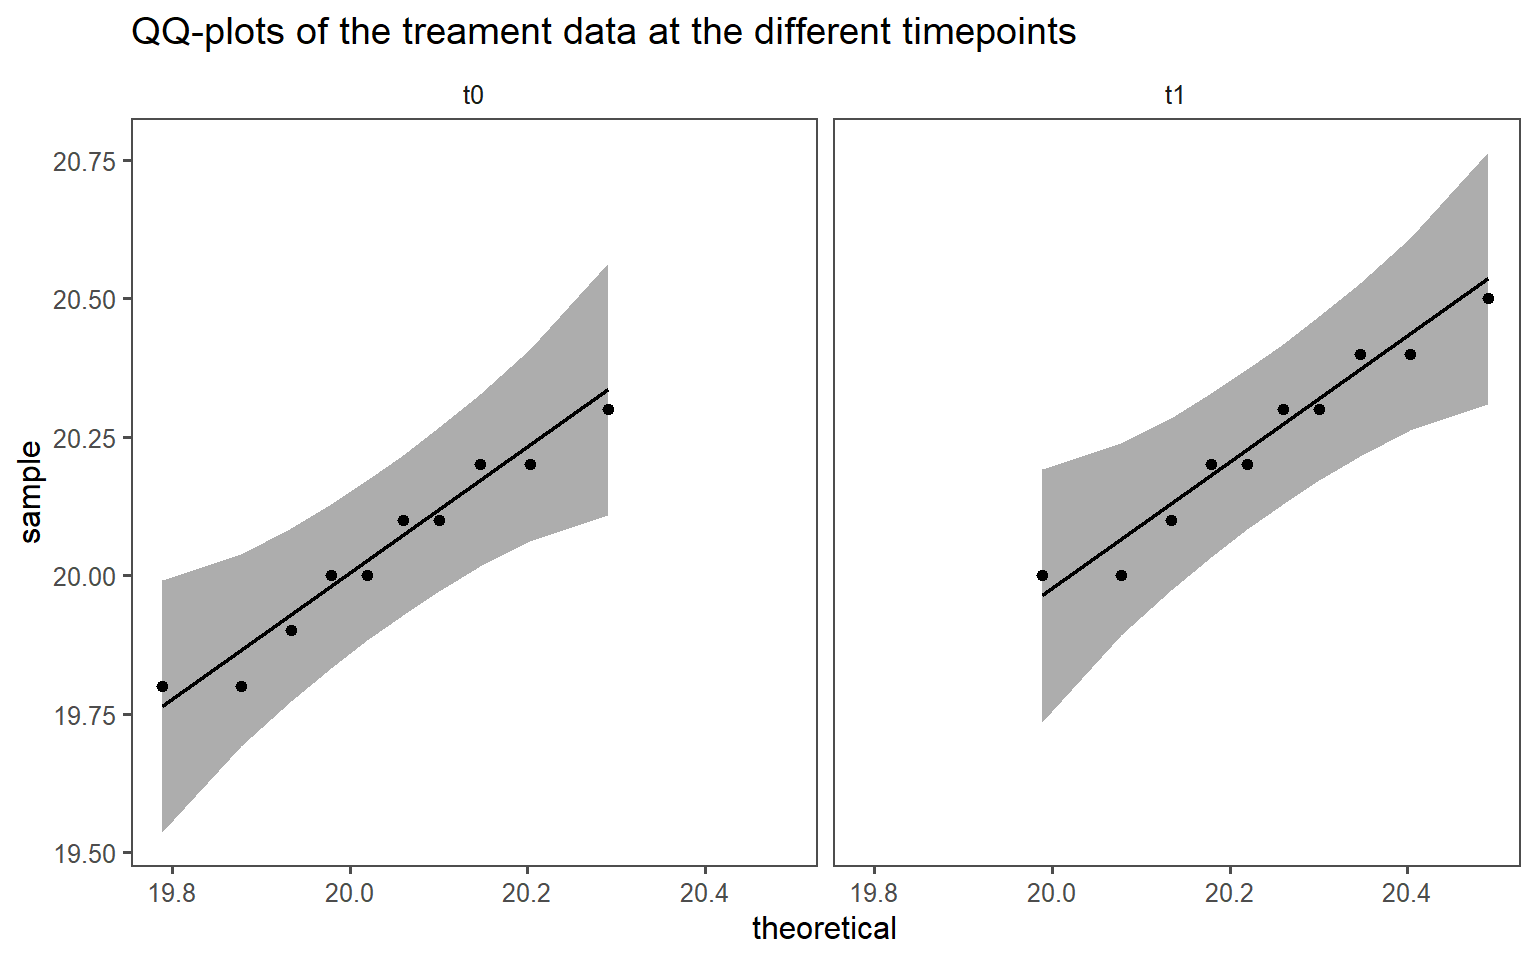 QQ-plots of the treament data at the different timepoints
t0
t1
20.75
20.50
20.25
20.00
19.75
19.50
sample
19.8
20.0
20.2
20.4
19.8
20.0
20.2
20.4
theoretical